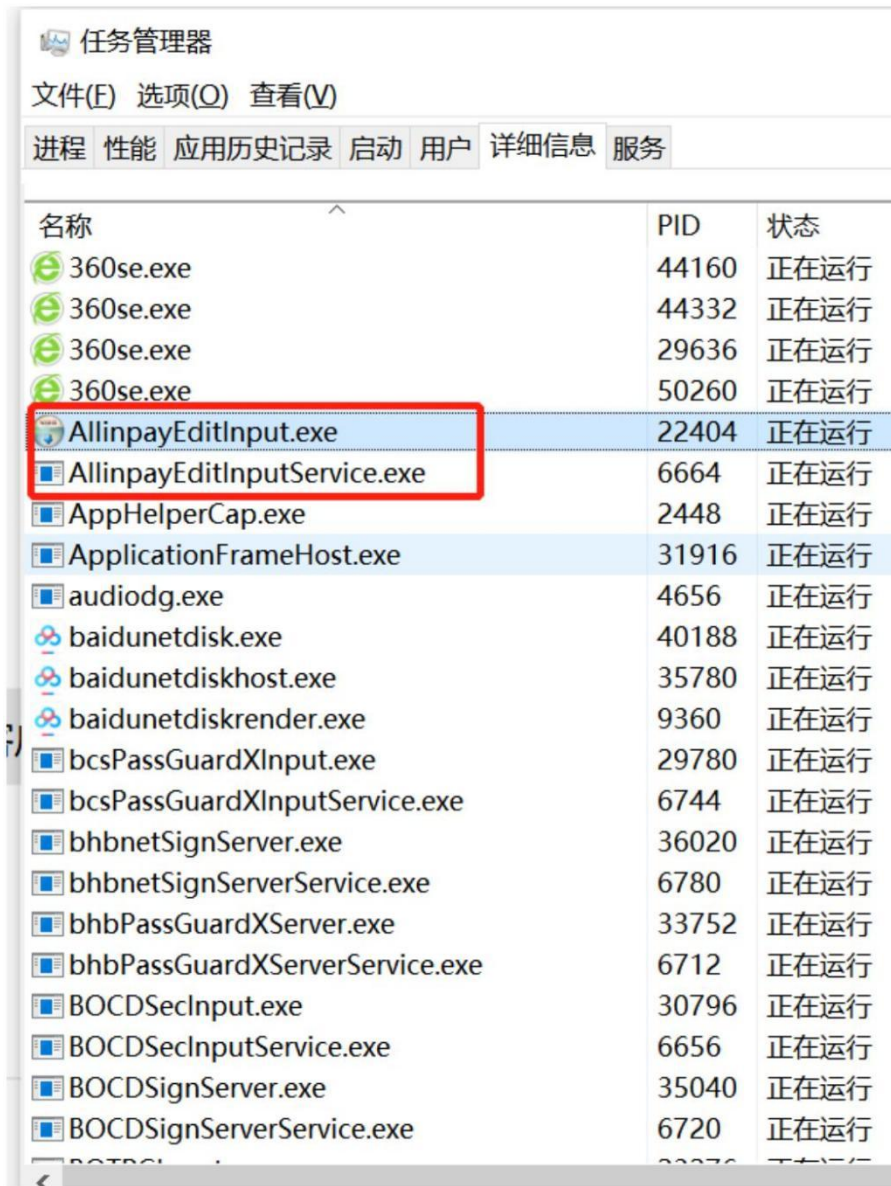 任务管理器
文件(F) 选项(O) 查看(V)
进程 性能 应用历史记录 启动 用户 详细信息 服务
名称 PID 状态
360se.exe 44160 正在运行
360se.exe 44332 正在运行
360se.exe 29636 正在运行
360se.exe 50260 正在运行
AllinpayEditInput.exe 22404 正在运行
AllinpayEditInputService.exe 6664 正在运行
AppHelperCap.exe 2448 正在运行
ApplicationFrameHost.exe 31916 正在运行
audiodg.exe 4656 正在运行
baidunetdisk.exe 40188 正在运行
baidunetdiskhost.exe 35780 正在运行
baidunetdiskrender.exe 9360 正在运行
bcsPassGuardXInput.exe 29780 正在运行
bcsPassGuardXInputService.exe 6744 正在运行
bhbnetSignServer.exe 36020 正在运行
bhbnetSignServerService.exe 6780 正在运行
bhbPassGuardXServer.exe 33752 正在运行
bhbPassGuardXServerService.exe 6712 正在运行
BOCDSecInput.exe 30796 正在运行
BOCDSecInputService.exe 6656 正在运行
BOCDSignServer.exe 35040 正在运行
BOCDSignServerService.exe 6720 正在运行